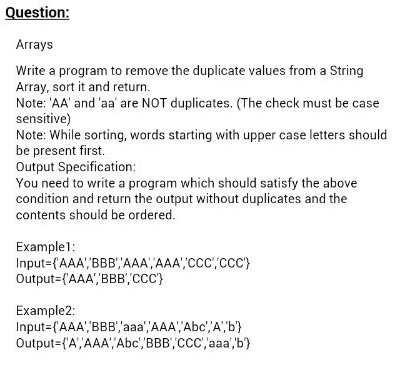 Question:
Arrays
Write a program to remove the duplicate values from a String
Array, sort it and return.
Note: 'AA' and 'aa' are NOT duplicates. (The check must be case
sensitive)
Note: While sorting, words starting with upper case letters should
be present first.
Output Specification:
You need to write a program which should satisfy the above
condition and return the output without duplicates and the
contents should be ordered.
Example1:
Input={'AAA','BBB','AAA','AAA','CCC','CCC'}
Output={'AAA','BBB','CCC'}
Example2:
Input={'AAA','BBB','aaa','AAA','Abc','A','b'}
Output={'A','AAA','Abc','BBB','CCC','aaa','b'}